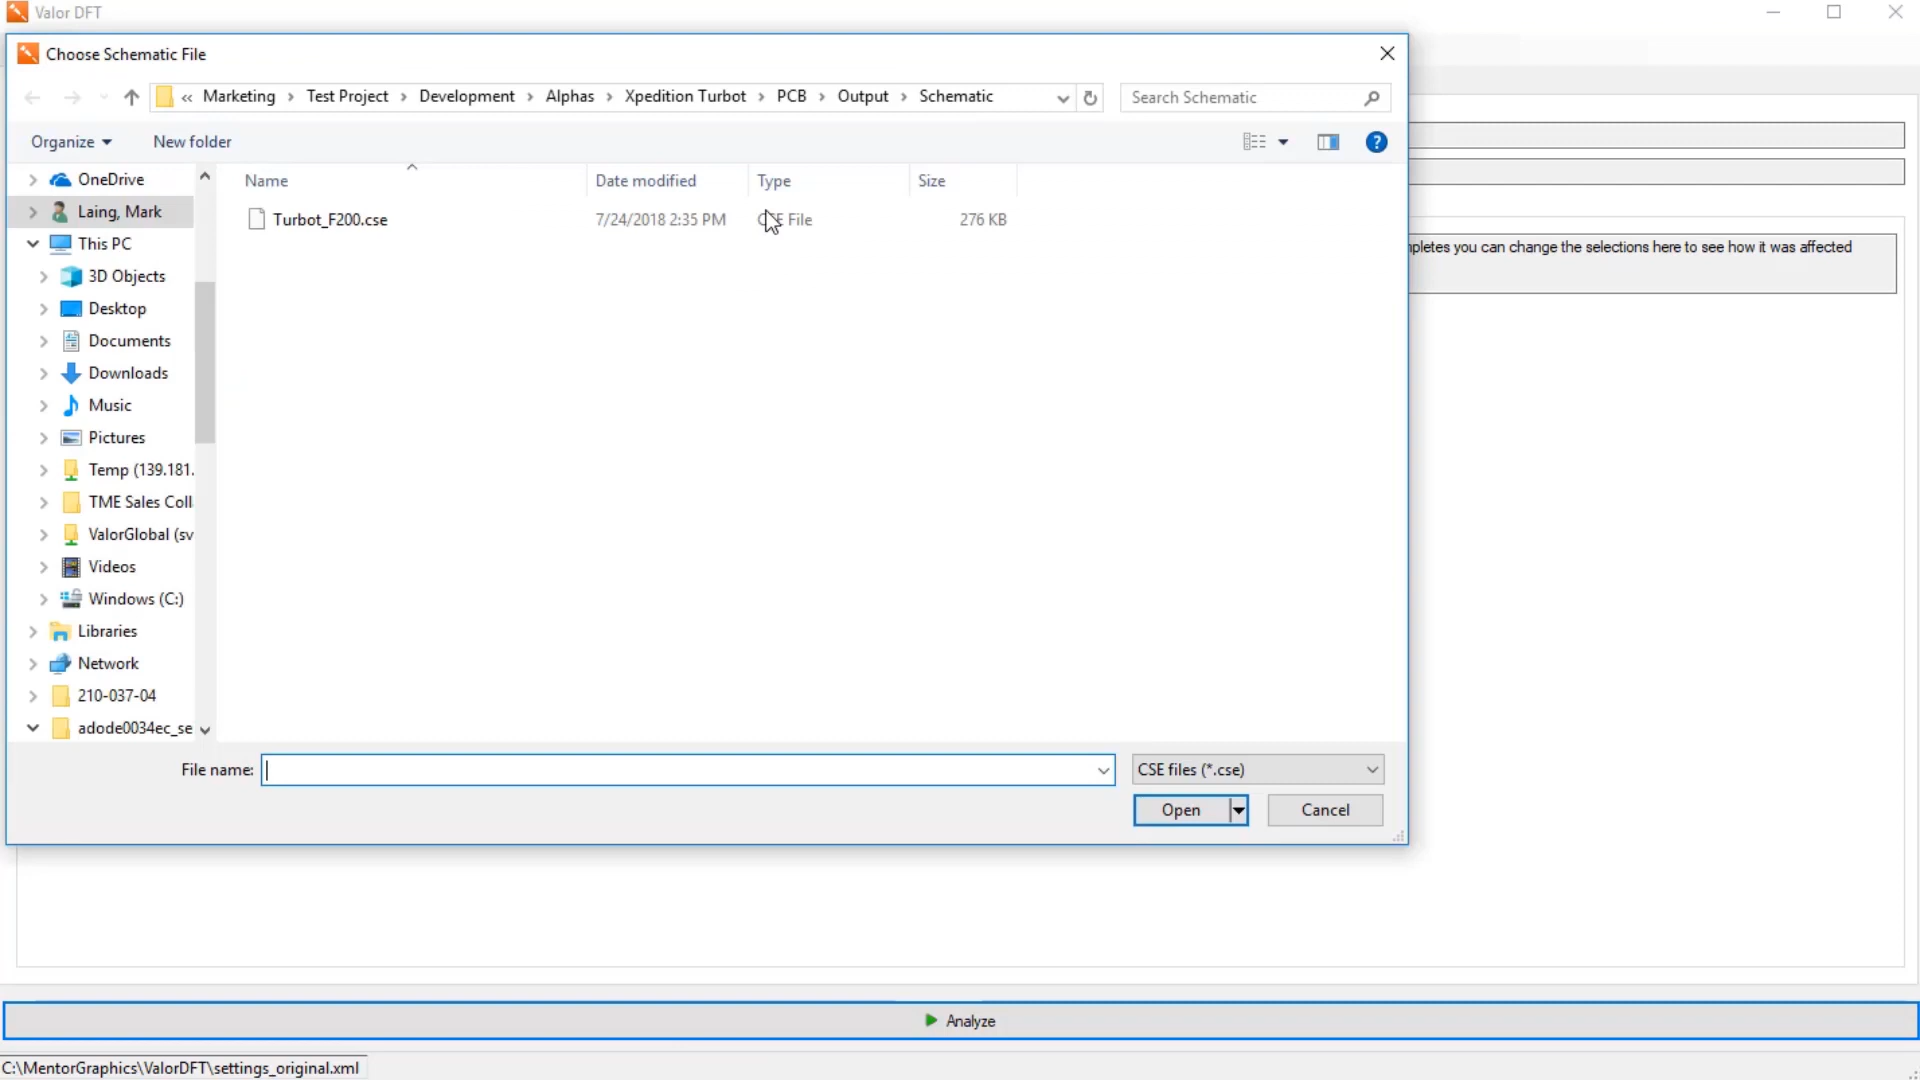 Valor DFT
Choose Schematic File
« Marketing › Test Project › Development › Alphas › Xpedition Turbot › PCB › Output › Schematic
Search Schematic
Organize
New folder
?
OneDrive
Laing, Mark
This PC
3D Objects
Desktop
Documents
Downloads
Music
Pictures
Temp (139.181.
TME Sales Coll
ValorGlobal (sv
Videos
Windows (C:)
Libraries
Network
210-037-04
adode0034ec_se
Name Date modified Type Size
Turbot_F200.cse 7/24/2018 2:35 PM File 276 KB
pletes you can change the selections here to see how it was affected
File name:
CSE files (*.cse)
Open
Cancel
Analyze
C:\MentorGraphics\ValorDFT\settings_original.xml